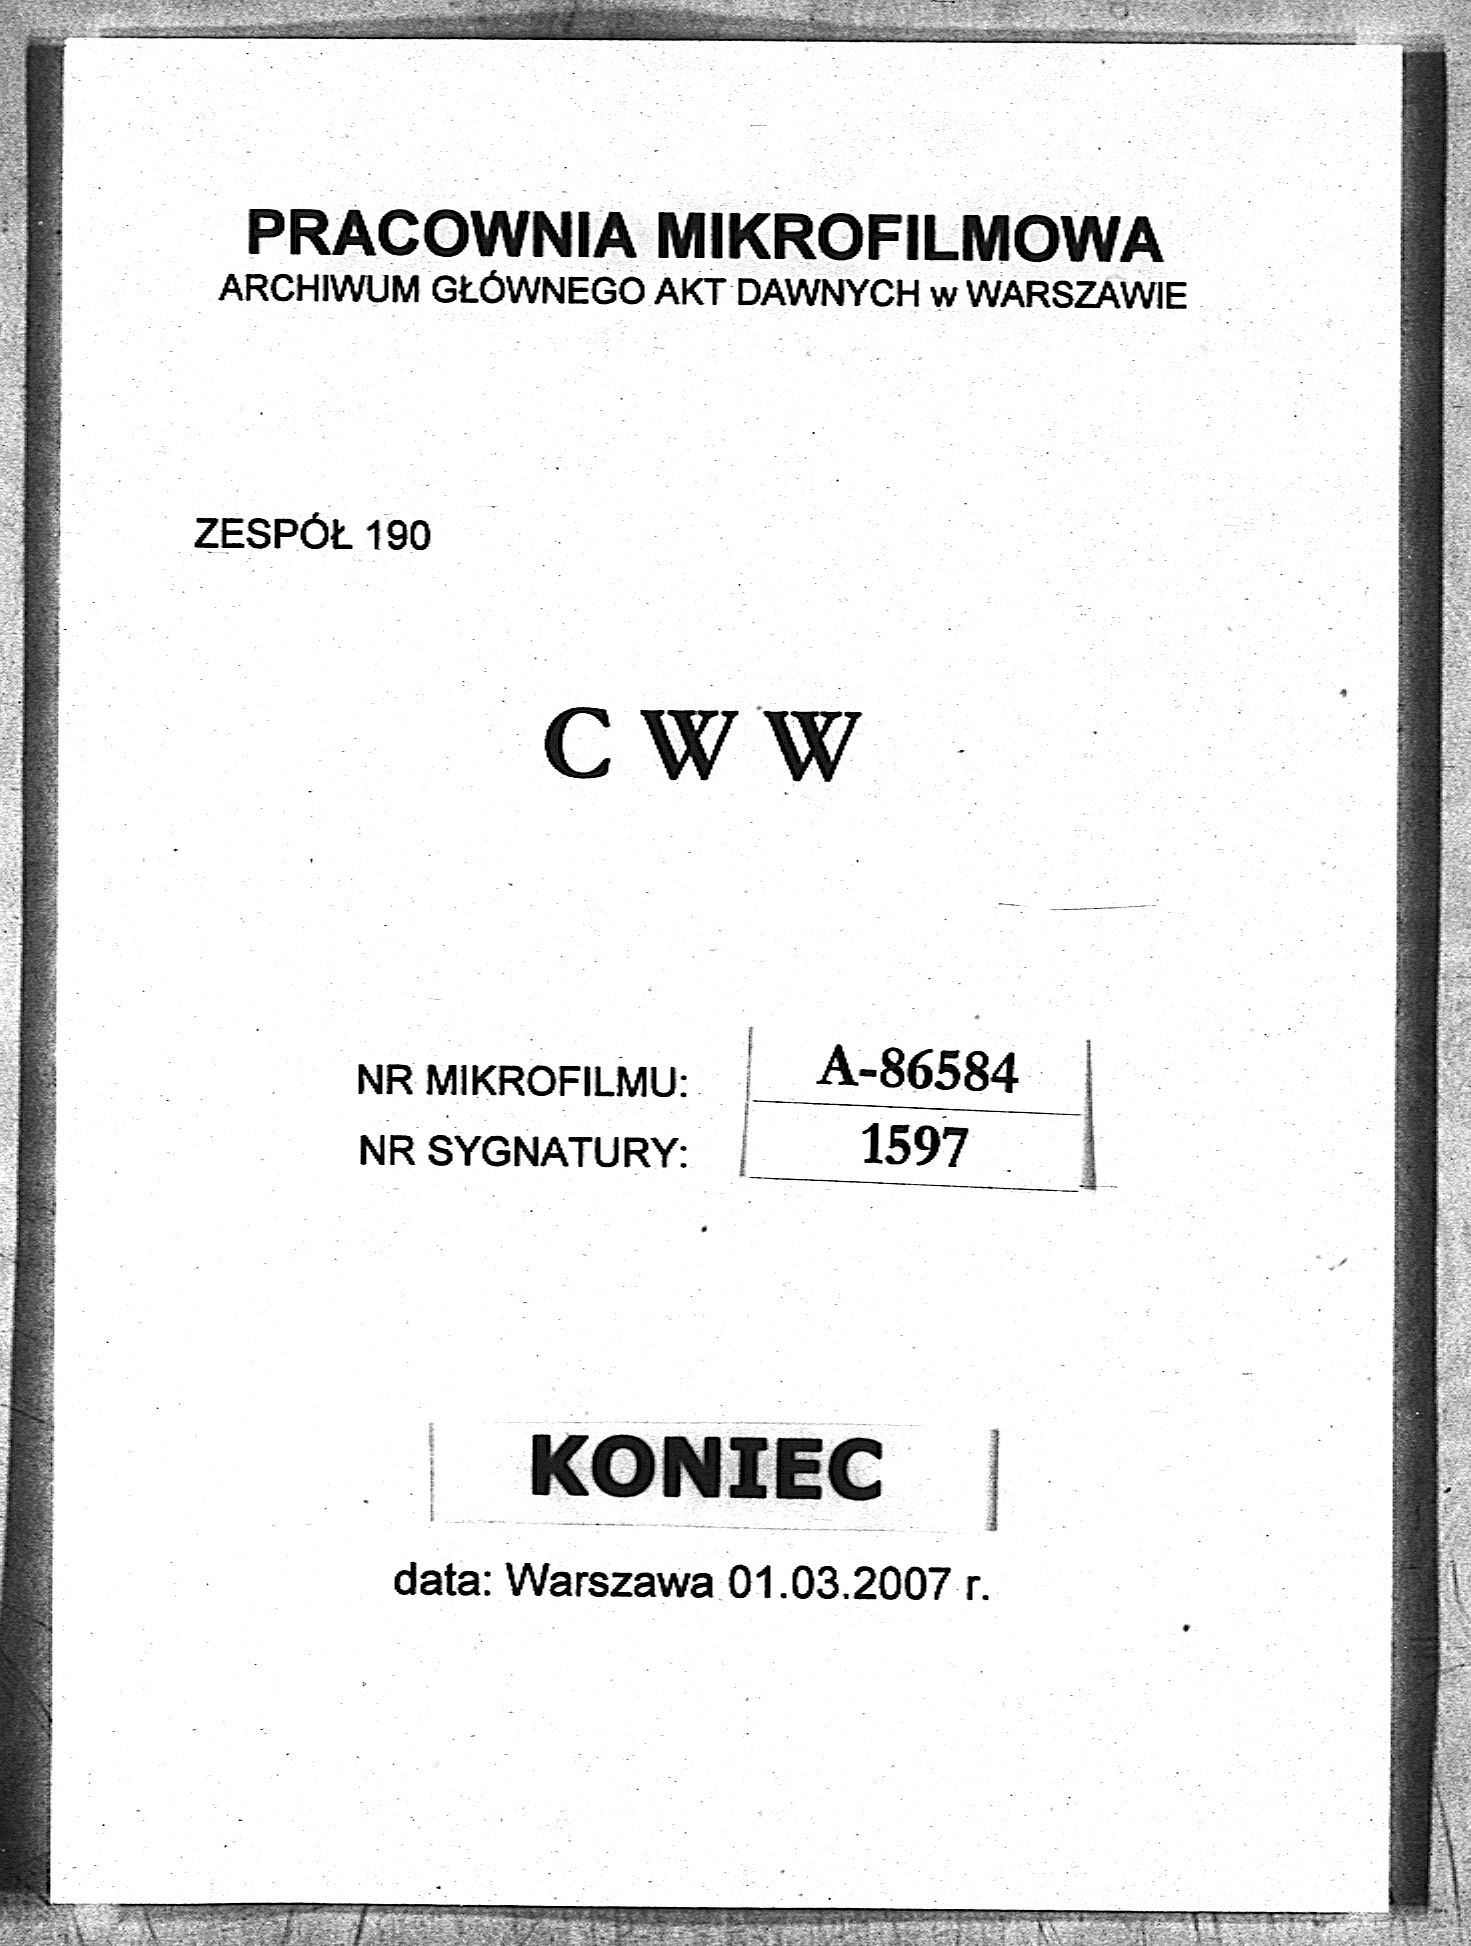 PRACOWNIA MIKROFILMOWA
ARCHIWUM GŁÓWNEGO AKT DAWNYCH w WARSZAWIE
ZESPÓŁ 190
C W W
NR MIKROFILMU: A-86584
NR SYGNATURY: 1597
KONIEC
data: Warszawa 01.03.2007 r.